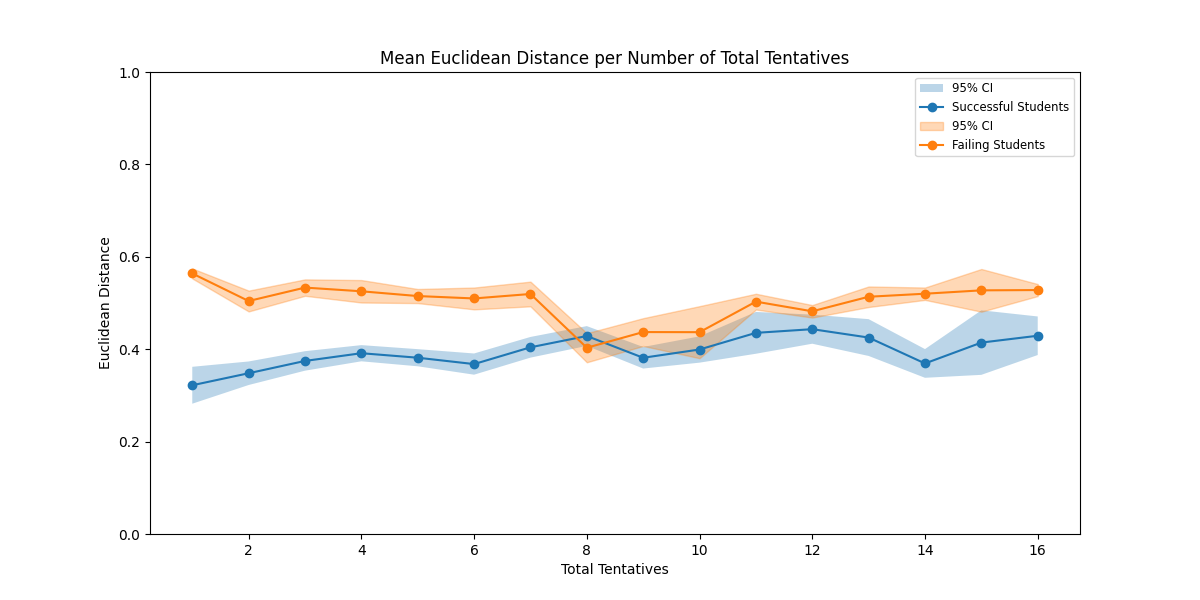 Mean Euclidean Distance per Number of Total Tentatives
1.0
0.8
0.6
0.4
0.2
0.0
Euclidean Distance
95% CI
Successful Students
95% CI
Failing Students
2 4 6 8 10 12 14 16
Total Tentatives